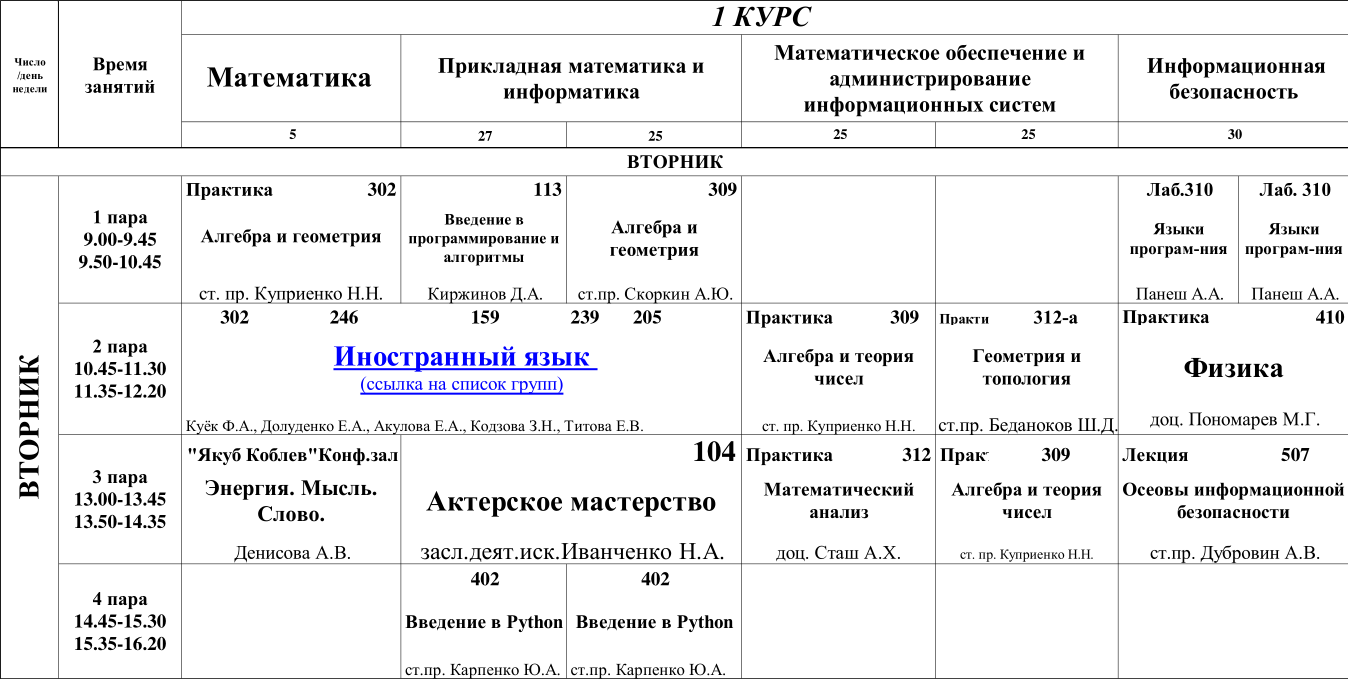 1 КУРС
Число
/день
недели
Время
занятий
Математика
Прикладная математика и
информатика
Математическое обеспечение и
администрирование
информационных систем
Информационная
безопасность
5
27
25
25
25
30
ВТОРНИК
ВТОРНИК
1 пара
9.00-9.45
9.50-10.45
Практика 302
Алгебра и геометрия
ст. пр. Куприенко Н.Н.
113
Введение в
программирование и
алгоритмы
Киржинов Д.А.
309
Алгебра и
геометрия
ст.пр. Скоркин А.Ю.
Лаб.310
Языки
програм-ния
Панеш А.А.
Лаб. 310
Языки
програм-ния
Панеш А.А.
2 пара
10.45-11.30
11.35-12.20
302 246 159 239 205
Иностранный язык
(ссылка на список групп)
Куёк Ф.А., Долуденко Е.А., Акулова Е.А., Кодзова З.Н., Титова Е.В.
Практика 309
Алгебра и теория
чисел
ст. пр. Куприенко Н.Н.
Практи 312-а
Геометрия и
топология
ст.пр. Беданоков Ш.Д.
Практика 410
Физика
доц. Пономарев М.Г.
3 пара
13.00-13.45
13.50-14.35
"Якуб Коблев"Конф.зал
Энергия. Мысль.
Слово.
Денисова А.В.
104
Актерское мастерство
засл.деят.иск.Иванченко Н.А.
Практика 312
Математический
анализ
доц. Сташ А.Х.
Прак 309
Алгебра и теория
чисел
ст. пр. Куприенко Н.Н.
Лекция 507
Осеовы информационной
безопасности
ст.пр. Дубровин А.В.
4 пара
14.45-15.30
15.35-16.20
402
Введение в Python
ст.пр. Карпенко Ю.А.
402
Введение в Python
ст.пр. Карпенко Ю.А.